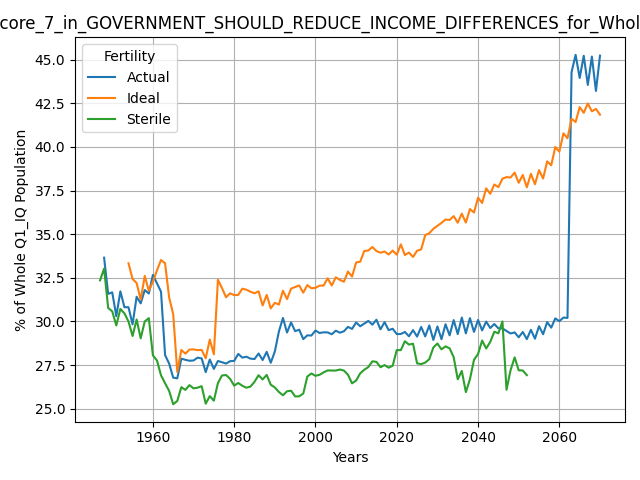 core_7_in_GOVERNMENT_SHOULD_REDUCE_INCOME_DIFFERENCES_for_Whol
Fertility
Actual
Ideal
Sterile
45.0
42.5
40.0
37.5
35.0
32.5
30.0
27.5
25.0
% of Whole Q1_IQ Population
1960 1980 2000 2020 2040 2060
Years